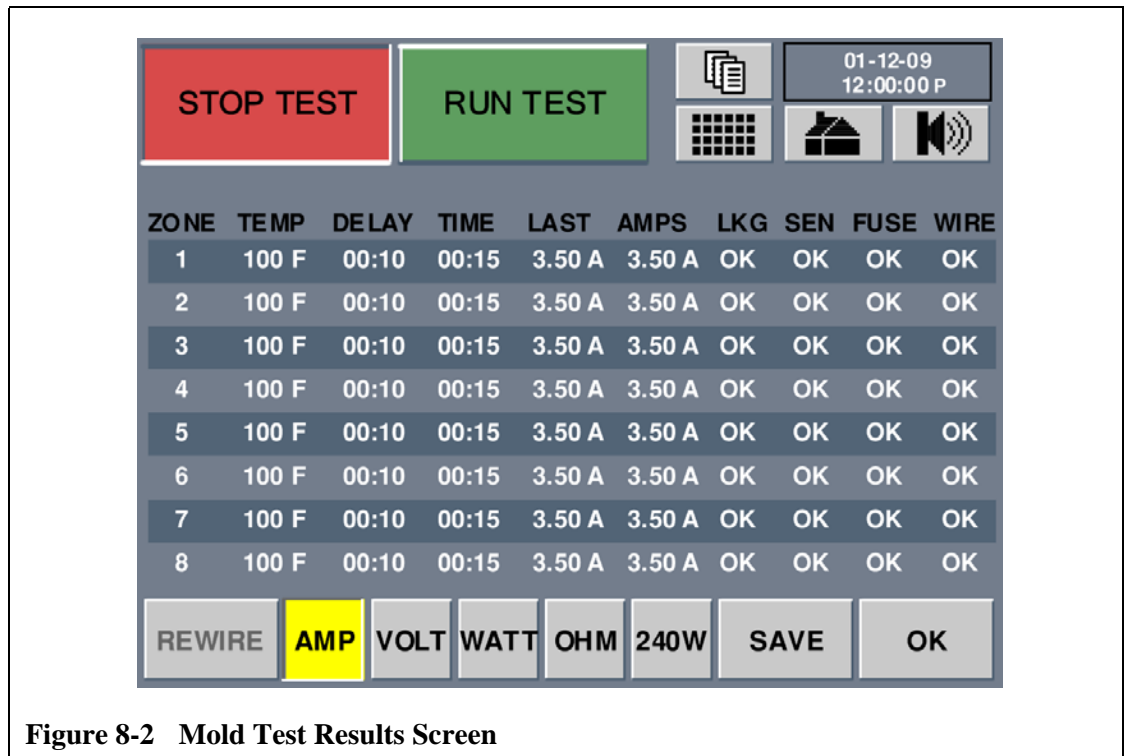 STOP TEST RUN TEST 01-12-09
12:00:00 P
ZONE TEMP DELAY TIME LAST AMPS LKG SEN FUSE WIRE
1 100 F 00:10 00:15 3.50 A 3.50 A OK OK OK OK
2 100 F 00:10 00:15 3.50 A 3.50 A OK OK OK OK
3 100 F 00:10 00:15 3.50 A 3.50 A OK OK OK OK
4 100 F 00:10 00:15 3.50 A 3.50 A OK OK OK OK
5 100 F 00:10 00:15 3.50 A 3.50 A OK OK OK OK
6 100 F 00:10 00:15 3.50 A 3.50 A OK OK OK OK
7 100 F 00:10 00:15 3.50 A 3.50 A OK OK OK OK
8 100 F 00:10 00:15 3.50 A 3.50 A OK OK OK OK
REWIRE AMP VOLT WATT OHM 240W SAVE OK
Figure 8-2 Mold Test Results Screen